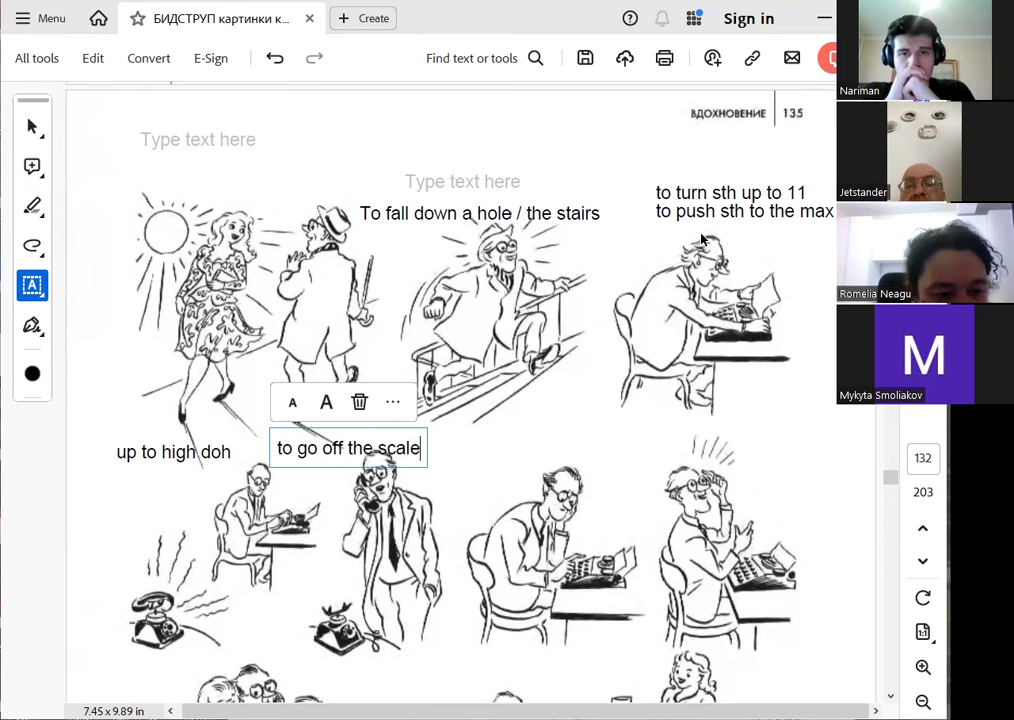 Menu
БИДСТРУП картинки к...
Create
Sign in
All tools
Edit
Convert
E-Sign
Find text or tools
Nariman
ВДОХНОВЕНИЕ 135
Type text here
Type text here
Jetstander
to turn sth up to 11
To fall down a hole / the stairs
to push sth to the max
Romelia Neagu
M
Mykyta Smoliakov
A A ...
up to high doh
to go off the scale
132
203
1:1
7.45 x 9.89 in